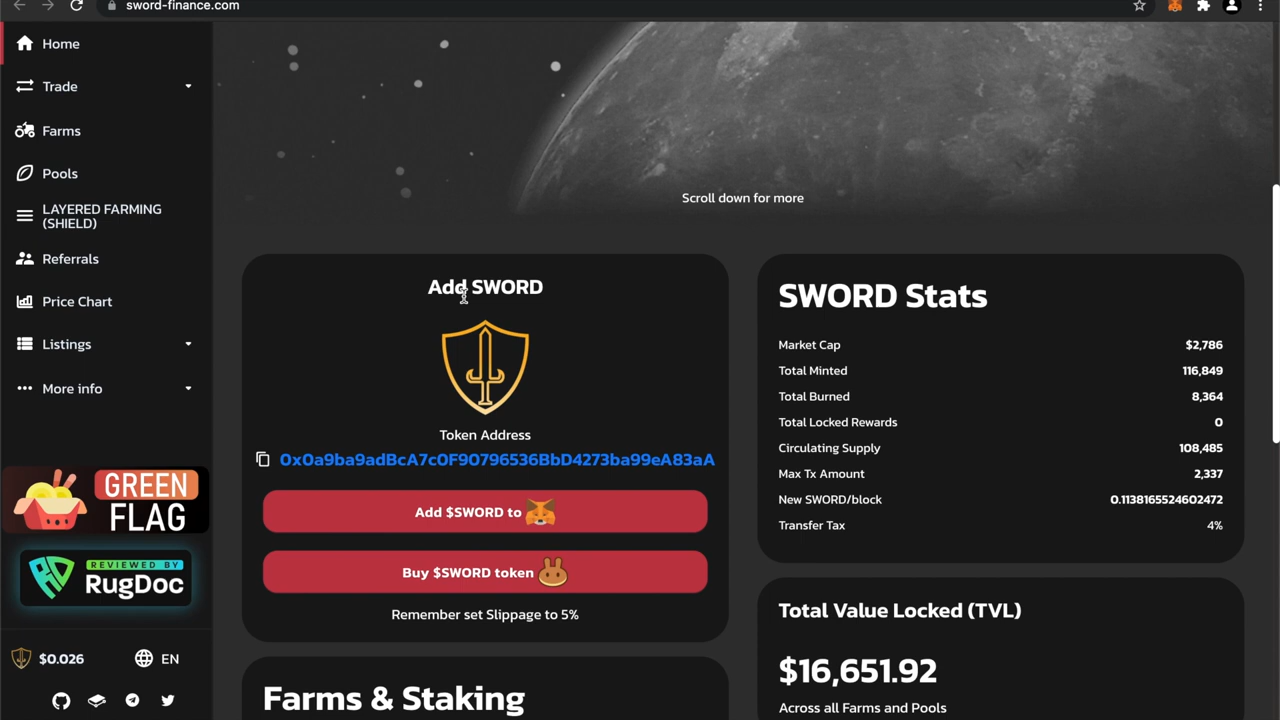 sword-finance.com
Home
Trade
Farms
Pools
LAYERED FARMING
(SHIELD)
Referrals
Price Chart
Listings
More info
GREEN
FLAG
REVIEWED BY
RugDoc
$0.026
EN
Scroll down for more
Add SWORD
Token Address
0x0a9ba9adBcA7c0F90796536BbD4273ba99eA83aA
Add $SWORD to
Buy $SWORD token
Remember set Slippage to 5%
Farms & Staking
SWORD Stats
Market Cap $2,786
Total Minted 116,849
Total Burned 8,364
Total Locked Rewards 0
Circulating Supply 108,485
Max Tx Amount 2,337
New SWORD/block 0.1138165524602472
Transfer Tax 4%
Total Value Locked (TVL)
$16,651.92
Across all Farms and Pools